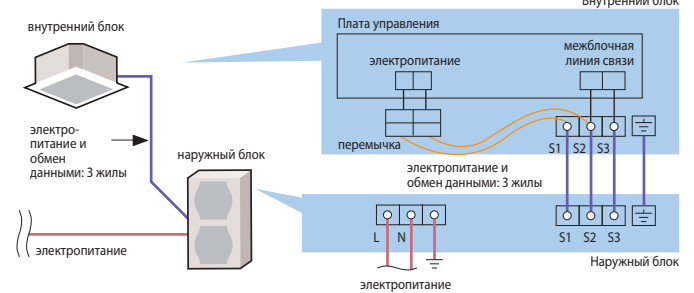 Внутренний блок
внутренний блок
Плата управления
электропитание
межблочная
линия связи
перемычка
S1 S2 S3
электро-
питание и
обмен
данными: 3 жилы
наружный блок
электропитание и
обмен данными: 3 жилы
L N
S1 S2 S3
Наружный блок
электропитание
электропитание